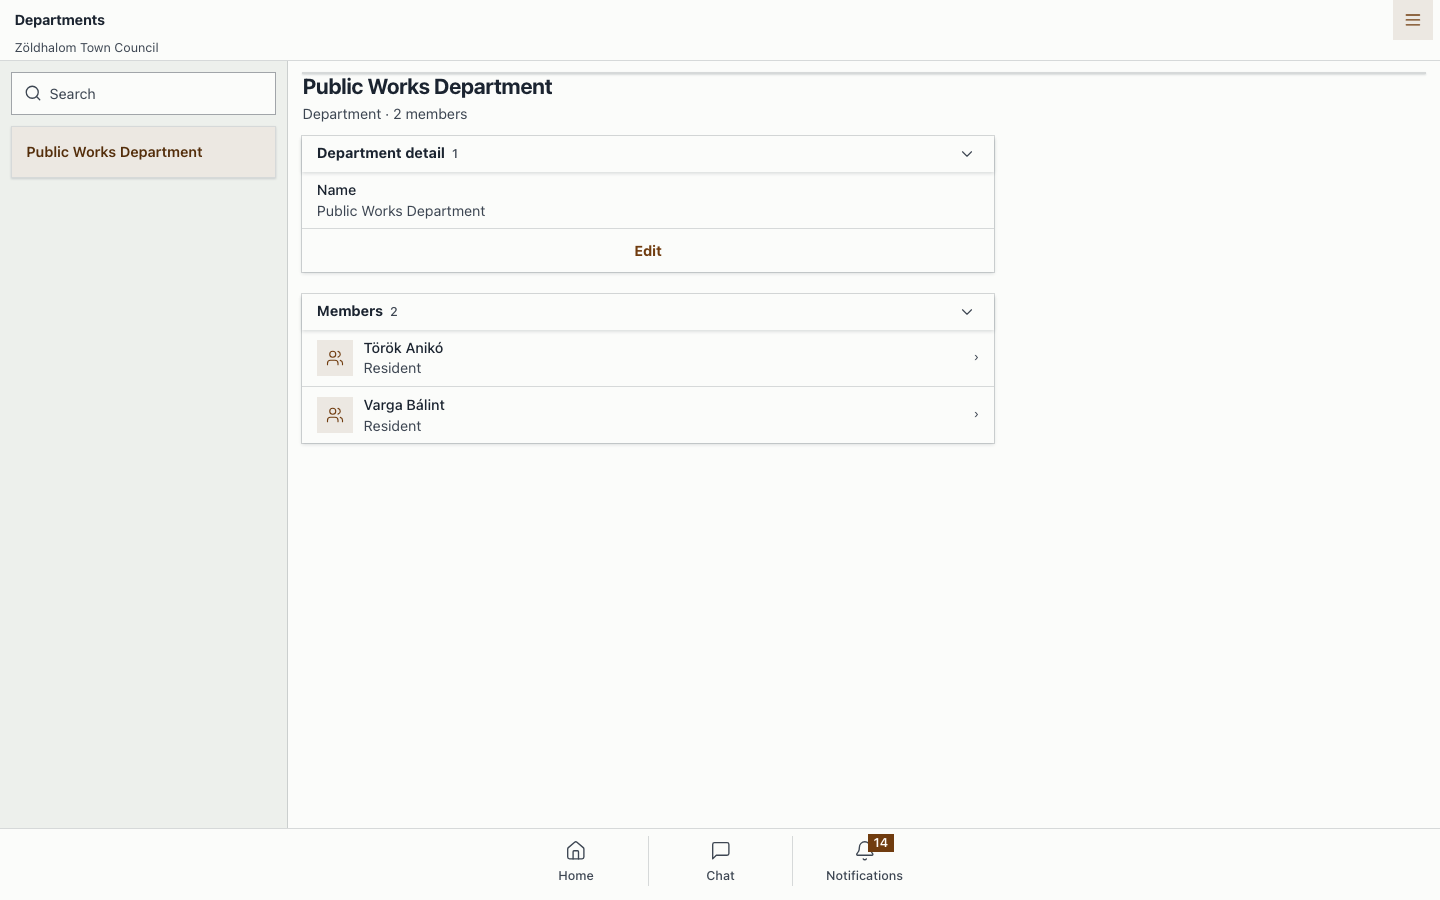 Departments
Zöldhalom Town Council
Search
Public Works Department
Public Works Department
Department · 2 members
Department detail 1
Name
Public Works Department
Edit
Members 2
Török Anikó
Resident
Varga Bálint
Resident
Home
Chat
14
Notifications